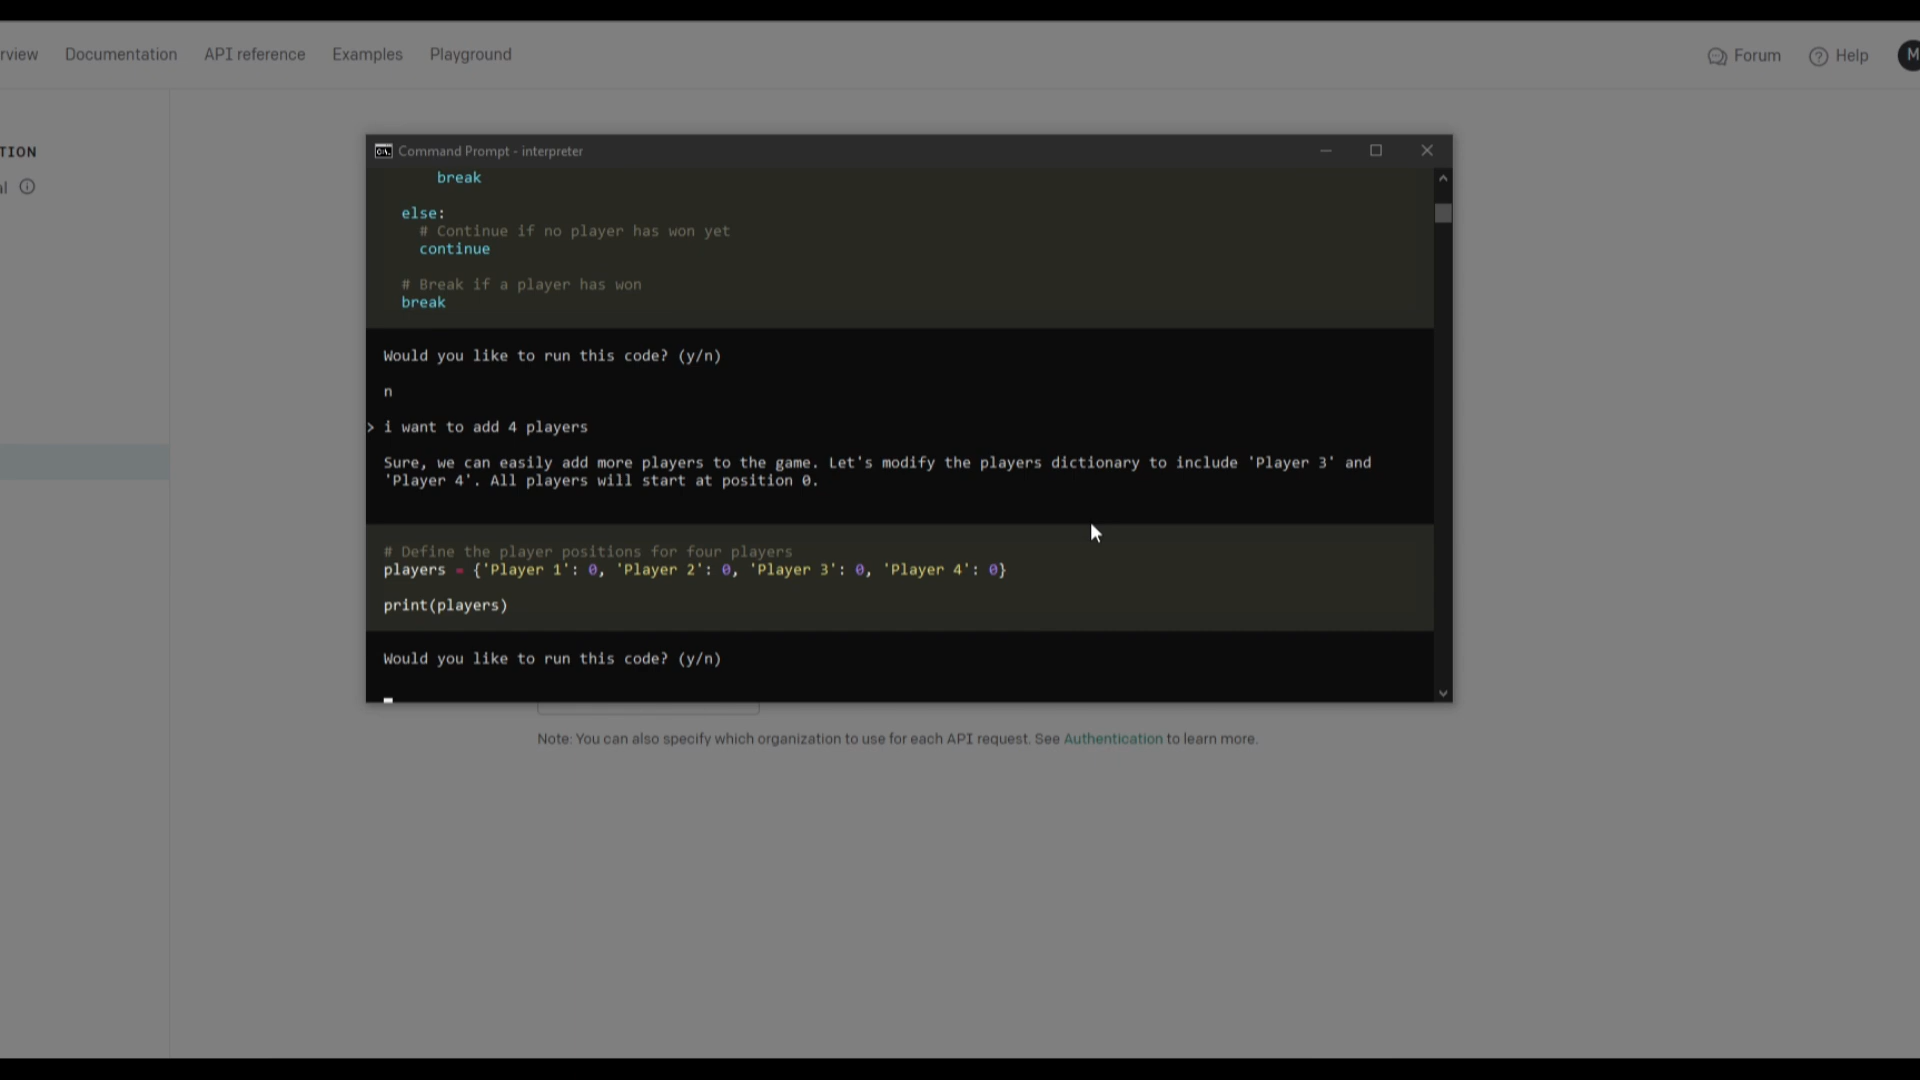 rview Documentation API reference Examples Playground Forum Help M
TION
al
Command Prompt - interpreter
break
else:
# Continue if no player has won yet
continue
# Break if a player has won
break
Would you like to run this code? (y/n)
n
> i want to add 4 players
Sure, we can easily add more players to the game. Let's modify the players dictionary to include 'Player 3' and
'Player 4'. All players will start at position 0.
# Define the player positions for four players
players = {'Player 1': 0, 'Player 2': 0, 'Player 3': 0, 'Player 4': 0}
print(players)
Would you like to run this code? (y/n)
Note: You can also specify which organization to use for each API request. See Authentication to learn more.